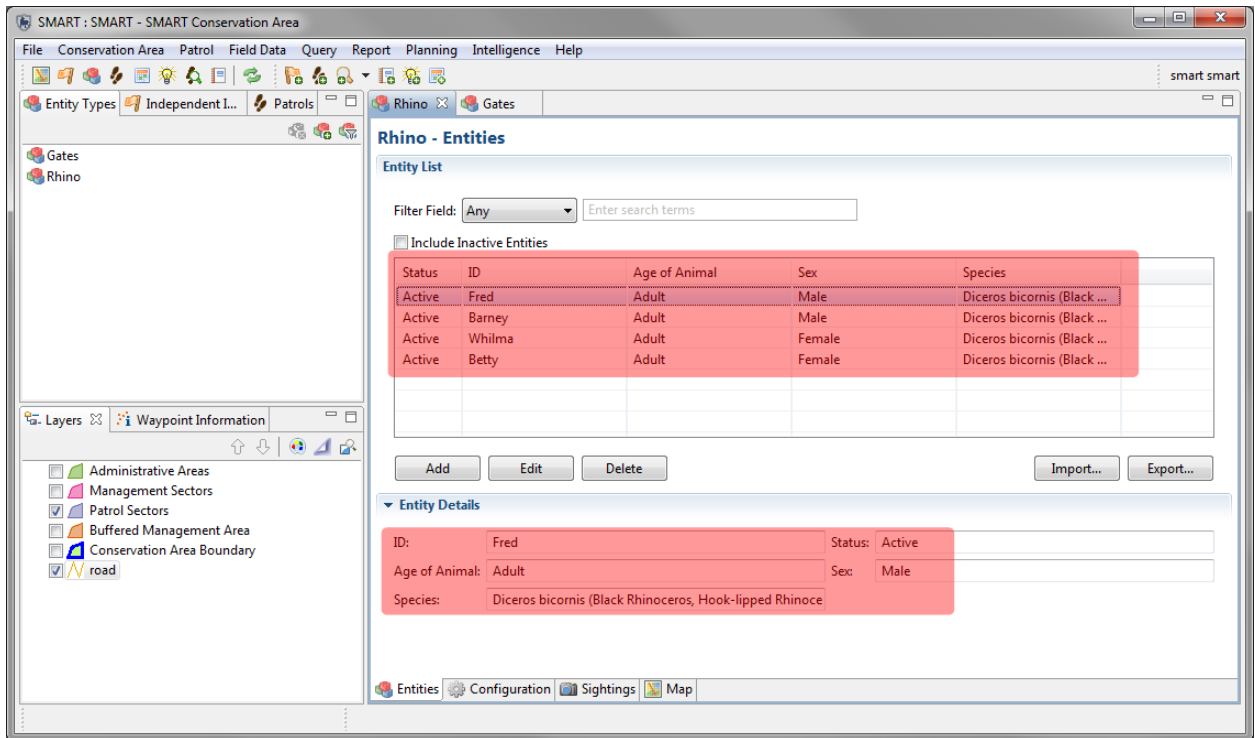 SMART : SMART - SMART Conservation Area
File Conservation Area Patrol Field Data Query Report Planning Intelligence Help
smart smart
Entity Types Independent I... Patrols
Gates
Rhino
Layers Waypoint Information
Administrative Areas
Management Sectors
Patrol Sectors
Buffered Management Area
Conservation Area Boundary
road
Rhino Gates
Rhino - Entities
Entity List
Filter Field: Any Enter search terms
Include Inactive Entities
Status ID Age of Animal Sex Species
Active Fred Adult Male Diceros bicornis (Black ...
Active Barney Adult Male Diceros bicornis (Black ...
Active Whilma Adult Female Diceros bicornis (Black ...
Active Betty Adult Female Diceros bicornis (Black ...
Add Edit Delete Import... Export...
Entity Details
ID: Fred Status: Active
Age of Animal: Adult Sex: Male
Species: Diceros bicornis (Black Rhinoceros, Hook-lipped Rhinoce
Entities Configuration Sightings Map